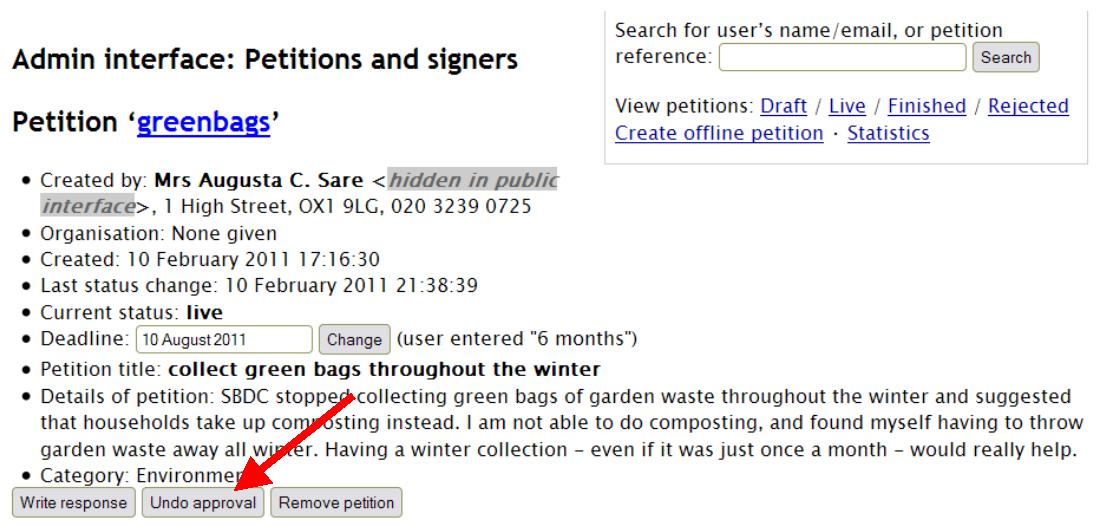 Search for user's name/email, or petition
reference: Search
Admin interface: Petitions and signers
View petitions: Draft / Live / Finished / Rejected
Create offline petition · Statistics
Petition ‘greenbags’
• Created by: Mrs Augusta C. Sare <hidden in public
interface>, 1 High Street, OX1 9LG, 020 3239 0725
• Organisation: None given
• Created: 10 February 2011 17:16:30
• Last status change: 10 February 2011 21:38:39
• Current status: live
• Deadline: 10 August 2011 Change (user entered "6 months")
• Petition title: collect green bags throughout the winter
• Details of petition: SBDC stopped collecting green bags of garden waste throughout the winter and suggested
that households take up composting instead. I am not able to do composting, and found myself having to throw
garden waste away all winter. Having a winter collection – even if it was just once a month – would really help.
• Category: Environment
Write response Undo approval Remove petition